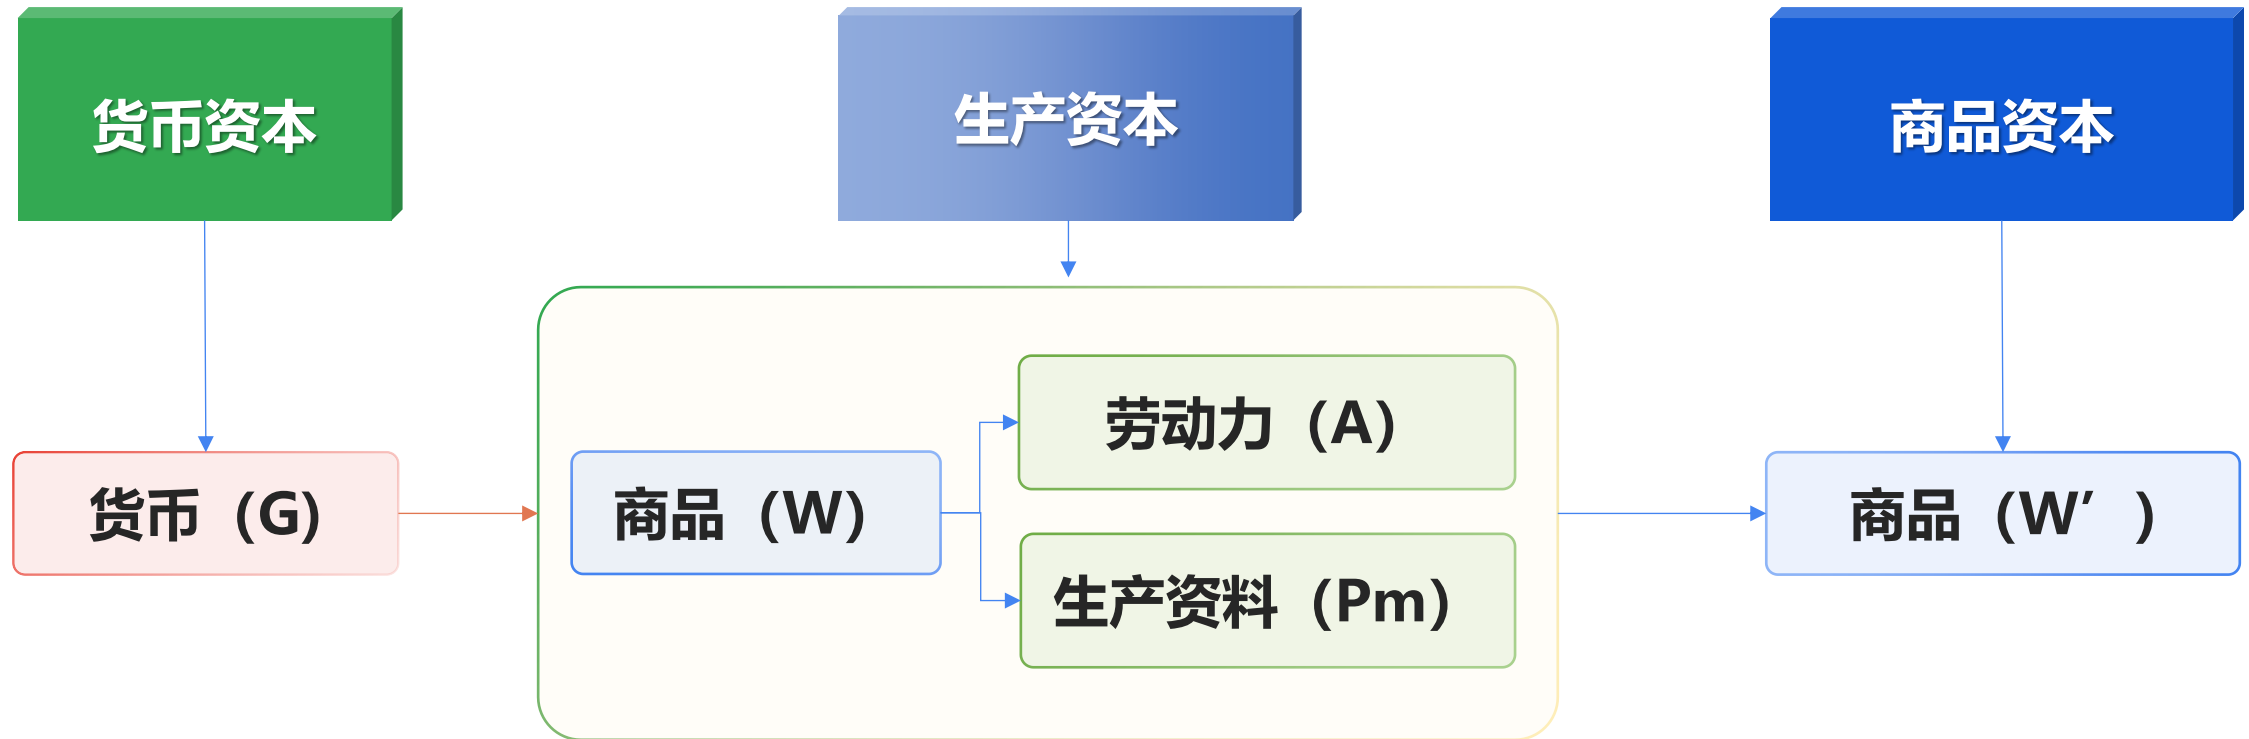 货币资本
生产资本
商品资本
货币（G)
商品（W）
劳动力（A）
生产资料（Pm）
商品（W′ ）